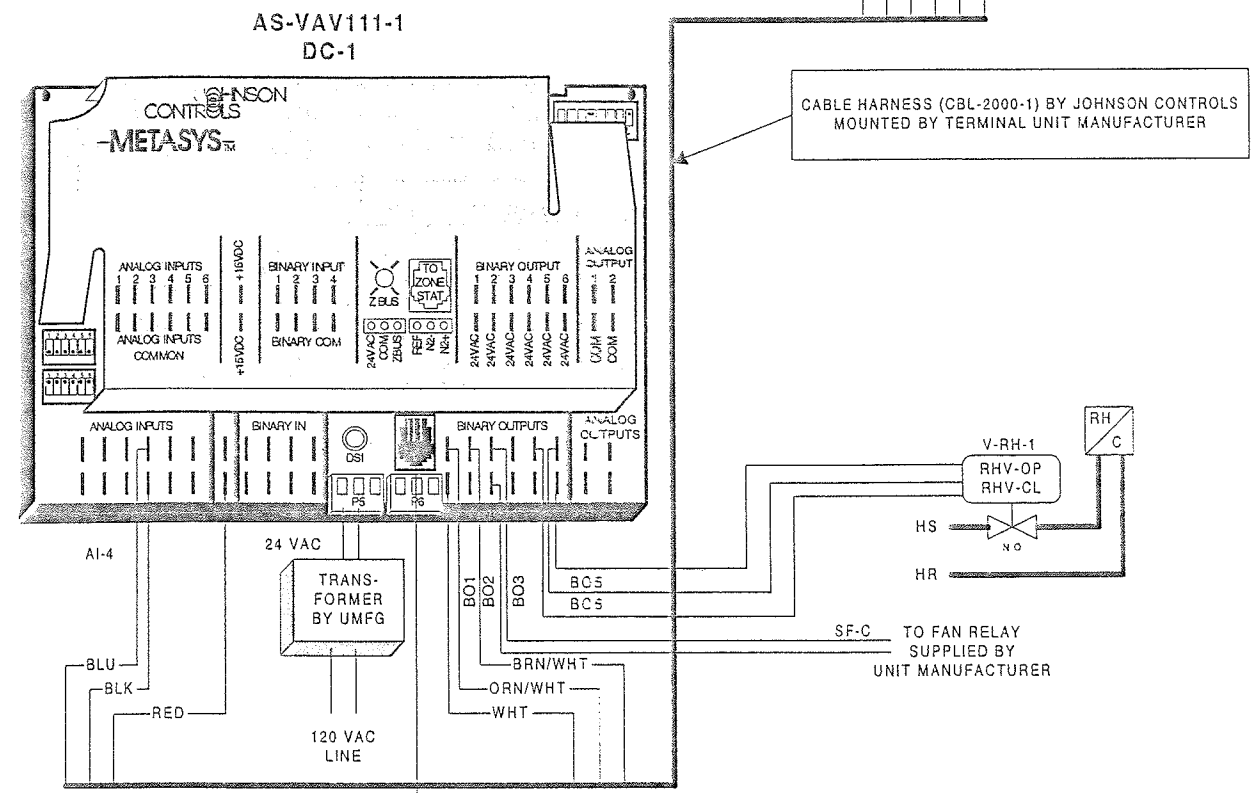 AS-VAV111-1
DC-1
JOHNSON
CONTROLS
METASYS TM
CABLE HARNESS (CBL-2000-1) BY JOHNSON CONTROLS
MOUNTED BY TERMINAL UNIT MANUFACTURER
ANALOG INPUTS
1 2 3 4 5 6
ANALOG INPUTS
COMMON
+15VDC
+15VDC
BINARY INPUT
1 2 3 4
BINARY COM
Z BUS
24VAC
COM
ZBUS
TO
ZONE
STAT
REF
N2-
N2+
BINARY OUTPUT
1 2 3 4 5 6
24VAC
24VAC
24VAC
24VAC
24VAC
24VAC
ANALOG
OUTPUT
1 2
COM
COM
ANALOG INPUTS
BINARY IN
DSI
BINARY OUTPUTS
ANALOG
OUTPUTS
P5
P6
V-RH-1
RHV-OP
RHV-CL
RH
C
HS
N O
HR
AI-4
24 VAC
TRANS-
FORMER
BY UMFG
BO1
BO2
BO3
BO5
BO5
SF-C
TO FAN RELAY
SUPPLIED BY
UNIT MANUFACTURER
BLU
BLK
RED
BRN/WHT
ORN/WHT
WHT
120 VAC
LINE